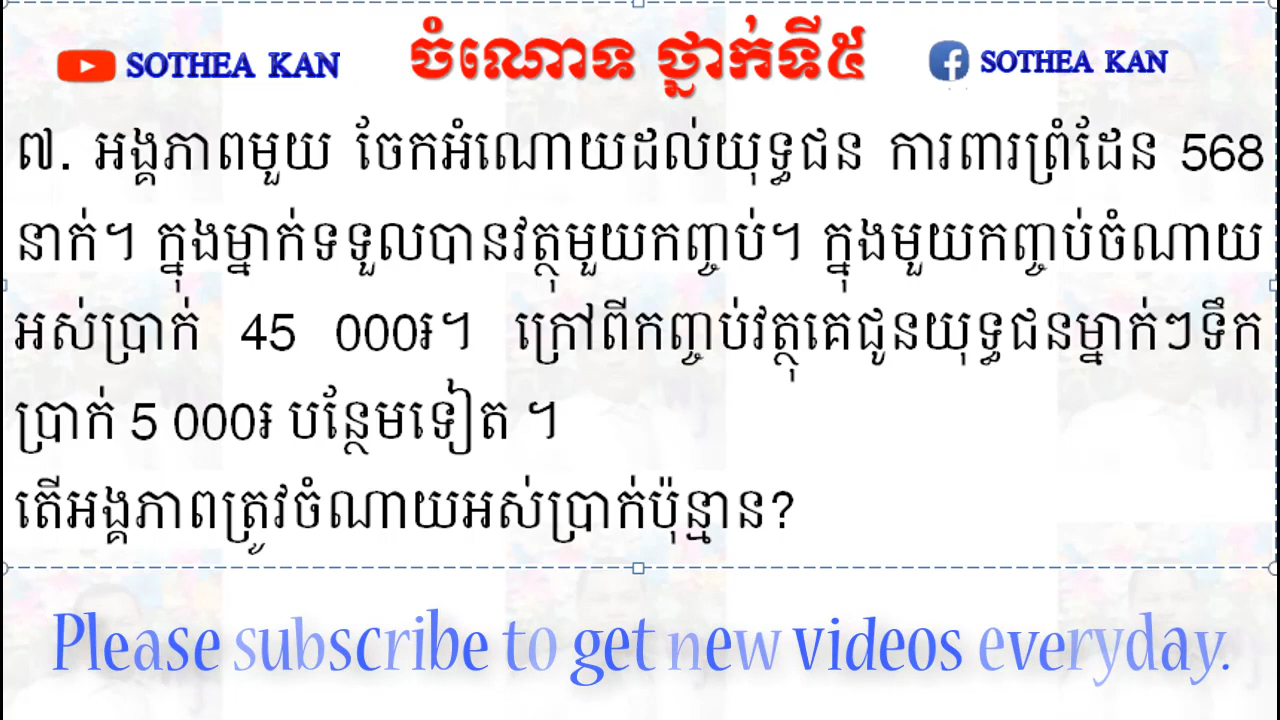 SOTHEA KAN
ចំណោទ ថ្នាក់ទី៥
SOTHEA KAN
៧. អង្គភាពមួយ ចែកអំណោយដល់យុទ្ធជន ការពារព្រំដែន 568
នាក់។ ក្នុងម្នាក់ទទួលបានវត្ថុមួយកញ្ចប់។ ក្នុងមួយកញ្ចប់ចំណាយ
អស់ប្រាក់ 45 000៛។ ក្រៅពីកញ្ចប់វត្ថុគេជូនយុទ្ធជនម្នាក់ៗទឹក
ប្រាក់ 5 000៛ បន្ថែមទៀត ។
តើអង្គភាពត្រូវចំណាយអស់ប្រាក់ប៉ុន្មាន?
Please subscribe to get new videos everyday.